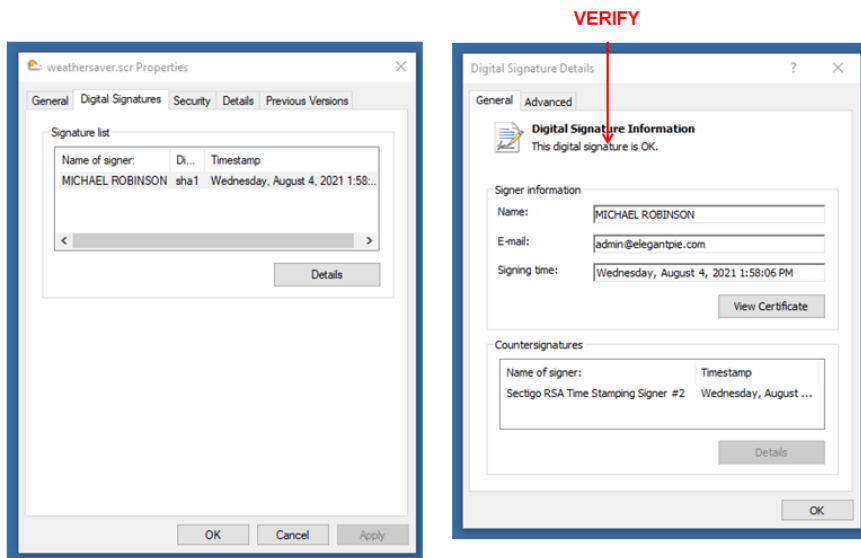 VERIFY
weathersaver.scr Properties
General Digital Signatures Security Details Previous Versions
Signature list
Name of signer: Di... Timestamp
MICHAEL ROBINSON sha1 Wednesday, August 4, 2021 1:58:..
Details
OK Cancel Apply
Digital Signature Details
General Advanced
Digital Signature Information
This digital signature is OK.
Signer information
Name: MICHAEL ROBINSON
E-mail: admin@elegantpie.com
Signing time: Wednesday, August 4, 2021 1:58:06 PM
View Certificate
Countersignatures
Name of signer: Timestamp
Sectigo RSA Time Stamping Signer #2 Wednesday, August ...
Details
OK